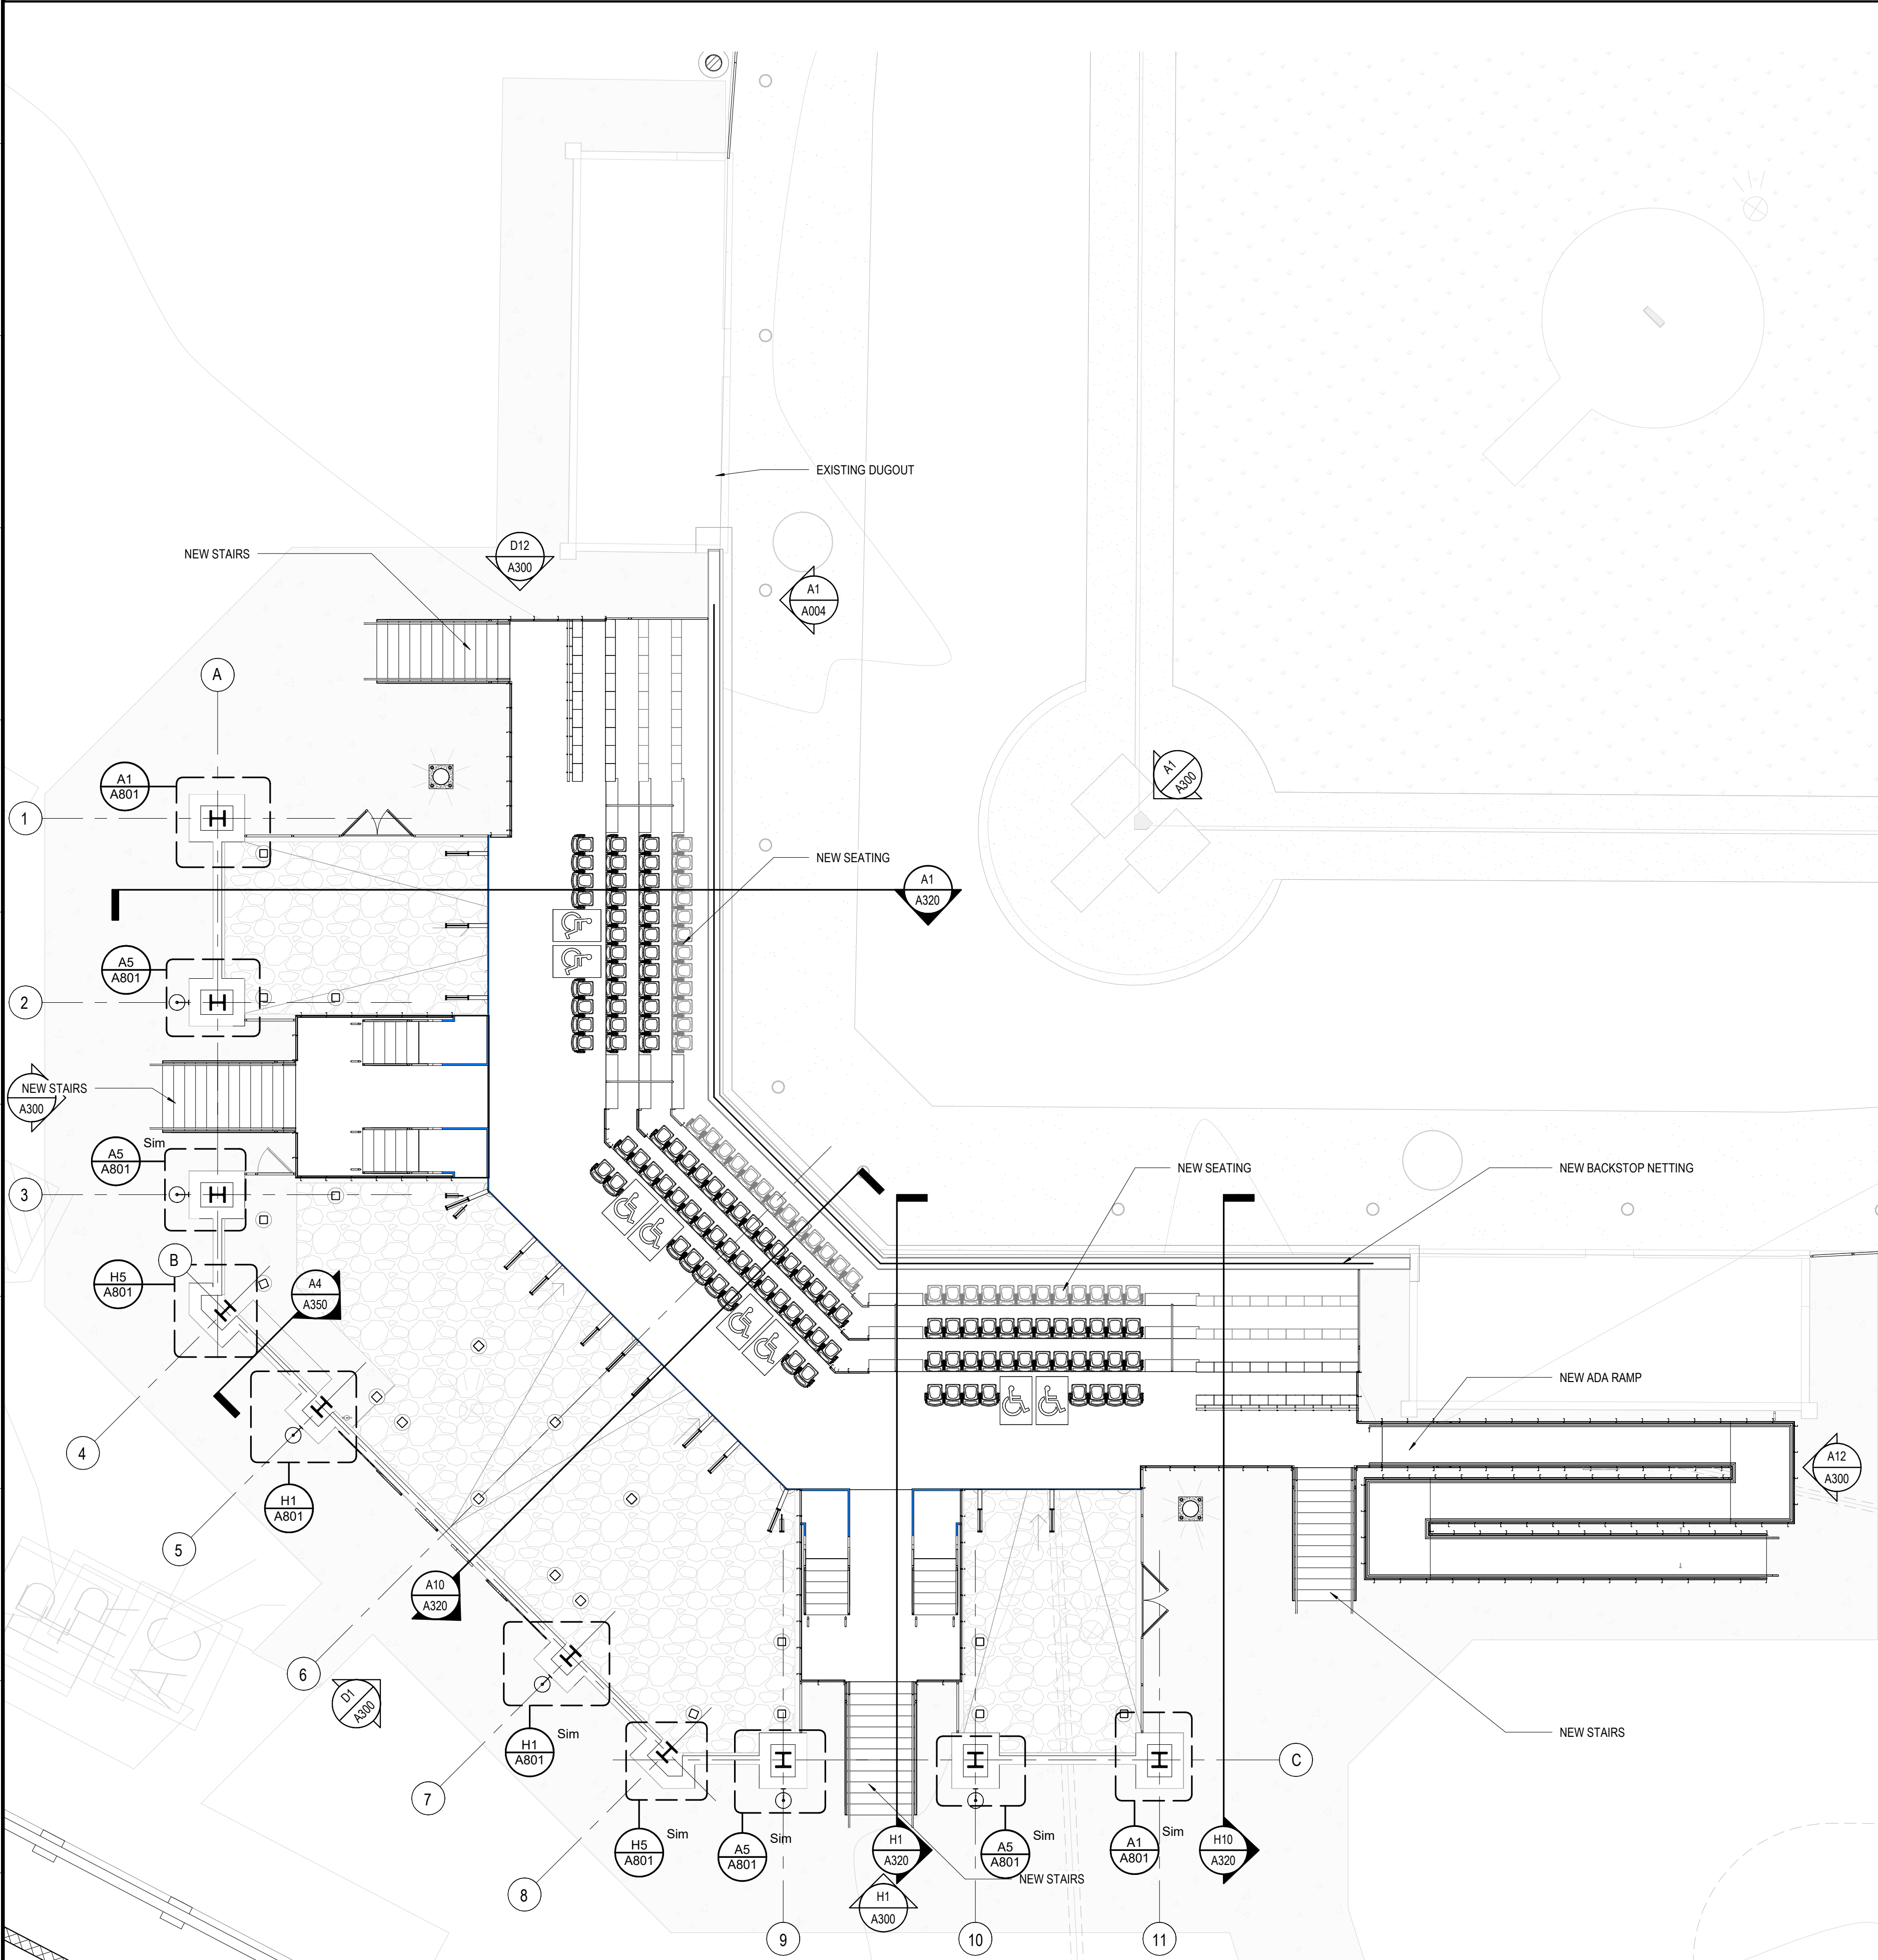 EXISTING DUGOUT
NEW STAIRS
D12
A300
A1
A004
A
A1
A300
A1
A801
1
NEW SEATING
A1
A320
A5
A801
2
NEW STAIRS
A300
Sim
A5
A801
3
NEW SEATING
NEW BACKSTOP NETTING
B
H5
A801
A4
A350
NEW ADA RAMP
4
A12
A300
H1
A801
5
A10
A320
6
D1
A300
Sim
H1
A801
NEW STAIRS
C
7
Sim
H5
A801
Sim
A5
A801
H1
A320
Sim
A5
A801
Sim
A1
A801
H10
A320
NEW STAIRS
8
H1
A300
9
10
11